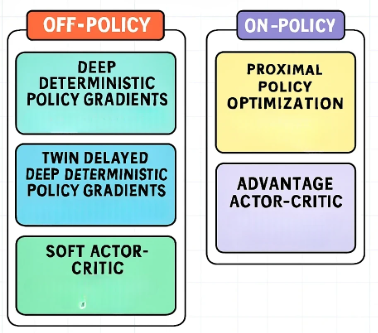 OFF-POLICY
DEEP
DETERMINISTIC
POLICY GRADIENTS
TWIN DELAYED
DEEP DETERMINISTIC
POLICY GRADIENTS
SOFT ACTOR-
CRITIC
ON-POLICY
PROXIMAL
POLICY
OPTIMIZATION
ADVANTAGE
ACTOR-CRITIC